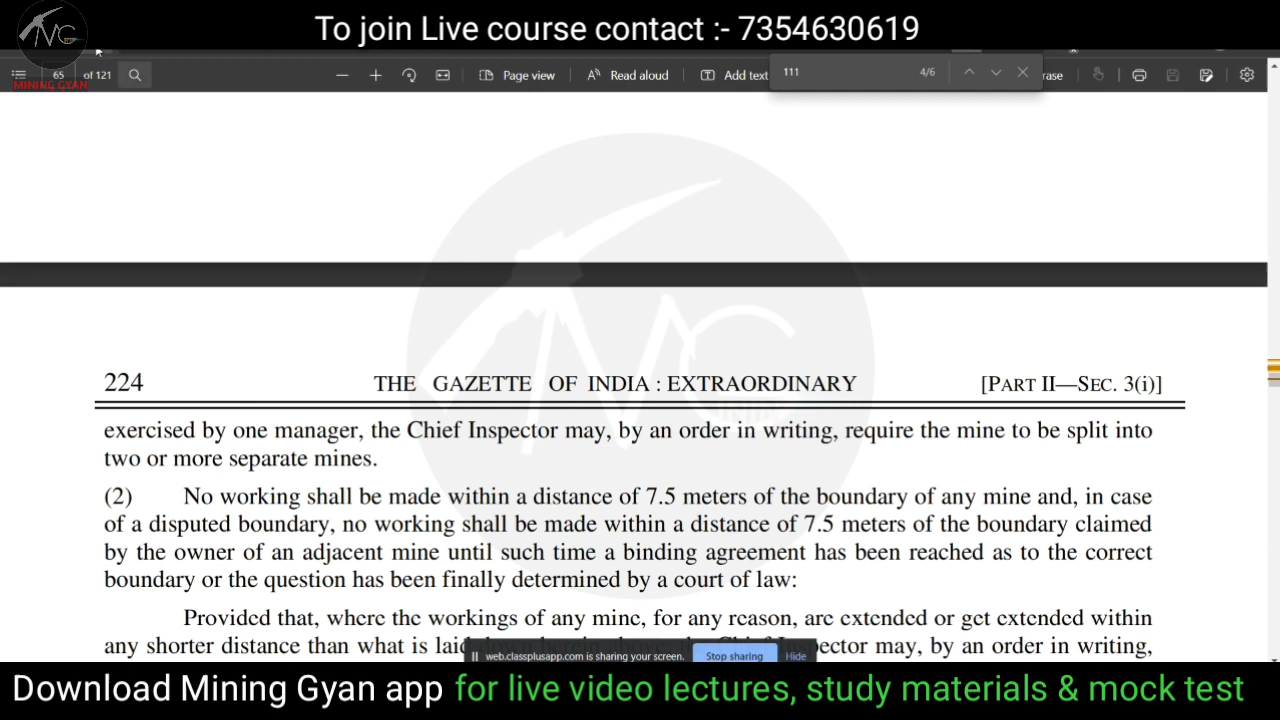 To join Live course contact :- 7354630619
65 of 121
Page view
Read aloud
Add text
111
4/6
MINING GYAN
224 THE GAZETTE OF INDIA : EXTRAORDINARY [PART II—SEC. 3(i)]
exercised by one manager, the Chief Inspector may, by an order in writing, require the mine to be split into
two or more separate mines.
(2) No working shall be made within a distance of 7.5 meters of the boundary of any mine and, in case
of a disputed boundary, no working shall be made within a distance of 7.5 meters of the boundary claimed
by the owner of an adjacent mine until such time a binding agreement has been reached as to the correct
boundary or the question has been finally determined by a court of law:
Provided that, where the workings of any mine, for any reason, are extended or get extended within
any shorter distance than what is laid may, by an order in writing,
web.classplusapp.com is sharing your screen.
Stop sharing
Hide
Download Mining Gyan app for live video lectures, study materials & mock test